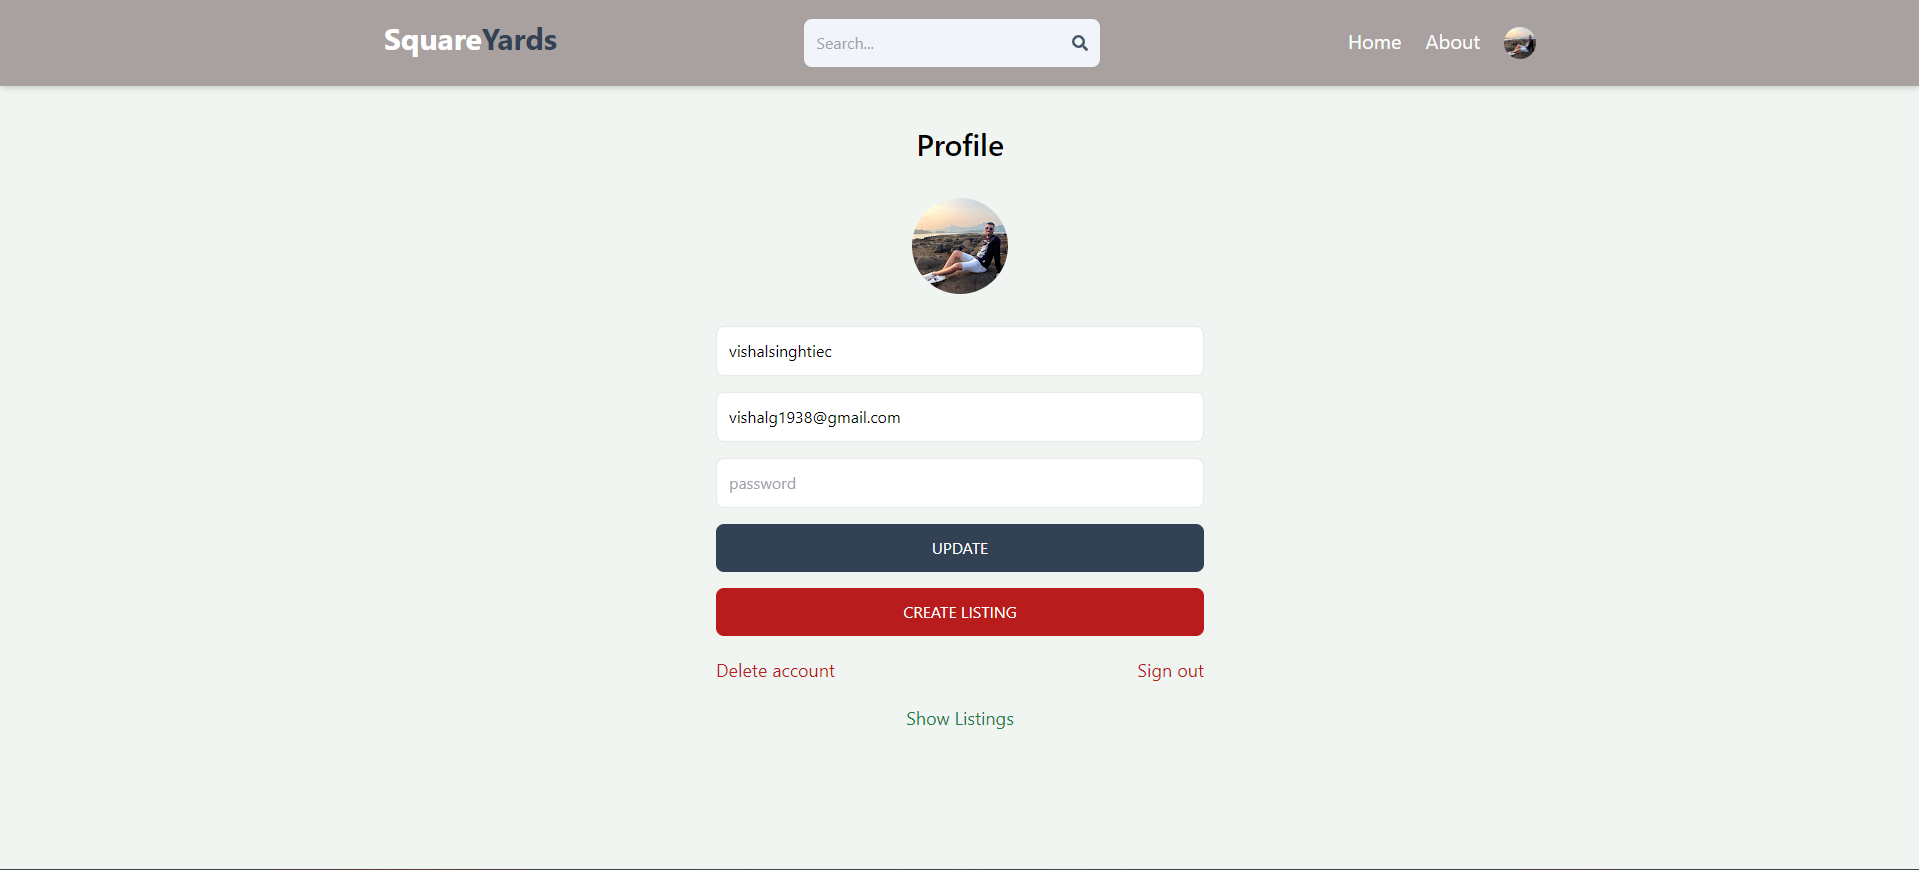 SquareYards
Search...
Home
About
Profile
vishalsinghtiec
vishalg1938@gmail.com
password
UPDATE
CREATE LISTING
Delete account
Sign out
Show Listings